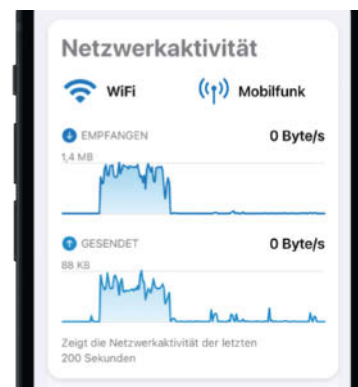 Netzwerkaktivität
WiFi Mobilfunk
EMPFANGEN 0 Byte/s
1,4 MB
GESENDET 0 Byte/s
88 KB
Zeigt die Netzwerkaktivität der letzten
200 Sekunden